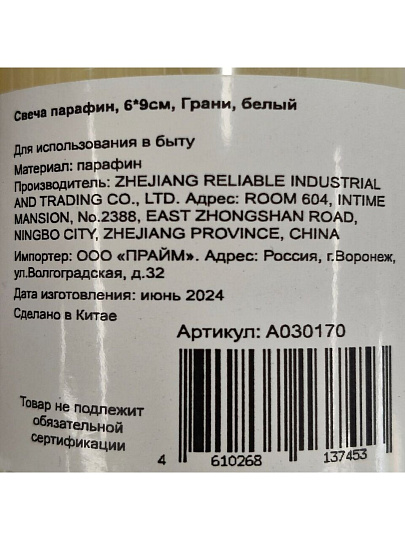 Свеча парафин, 6*9см, Грани, белый
Для использования в быту
Материал: парафин
Производитель: ZHEJIANG RELIABLE INDUSTRIAL
AND TRADING CO., LTD. Адрес: ROOM 604, INTIME
MANSION, No.2388, EAST ZHONGSHAN ROAD,
NINGBO CITY, ZHEJIANG PROVINCE, CHINA
Импортер: ООО «ПРАЙМ». Адрес: Россия, г.Воронеж,
ул.Волгоградская, д.32
Дата изготовления: июнь 2024
Сделано в Китае
Артикул: A030170
Товар не подлежит
обязательной
сертификации
4 610268 137453